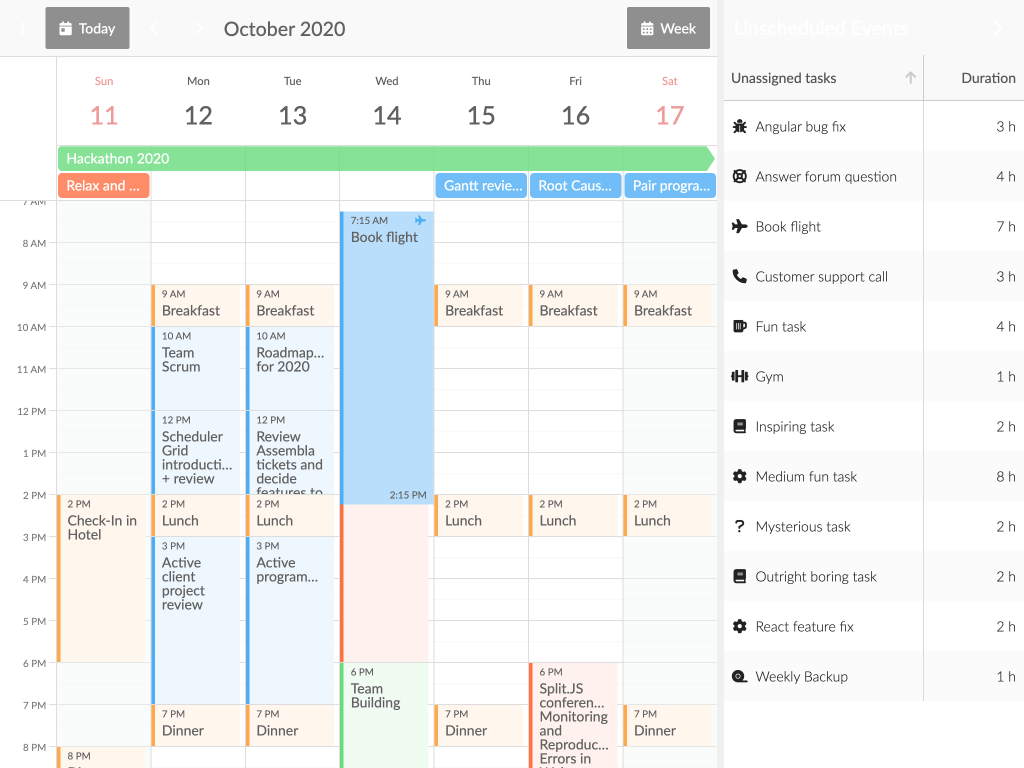 Today
October 2020
Week
Unscheduled Events
Sun
Mon
Tue
Wed
Thu
Fri
Sat
11
12
13
14
15
16
17
Hackathon 2020
Relax and ...
Gantt revie...
Root Caus...
Pair progra...
7 AM
8 AM
9 AM
10 AM
11 AM
12 PM
1 PM
2 PM
3 PM
4 PM
5 PM
6 PM
7 PM
8 PM
2 PM
Check-In in
Hotel
8 PM
9 AM
Breakfast
10 AM
Team
Scrum
12 PM
Scheduler
Grid
introducti...
+ review
2 PM
Lunch
3 PM
Active
client
project
review
7 PM
Dinner
9 AM
Breakfast
10 AM
Roadmap...
for 2020
12 PM
Review
Assembla
tickets and
decide
features to
2 PM
Lunch
3 PM
Active
program...
7 PM
Dinner
7:15 AM
Book flight
2:15 PM
6 PM
Team
Building
9 AM
Breakfast
2 PM
Lunch
7 PM
Dinner
9 AM
Breakfast
2 PM
Lunch
6 PM
Split.JS
conferen...
Monitoring
and
Reproduc...
Errors in
9 AM
Breakfast
2 PM
Lunch
7 PM
Dinner
Unassigned tasks Duration
Angular bug fix 3 h
Answer forum question 4 h
Book flight 7 h
Customer support call 3 h
Fun task 4 h
Gym 1 h
Inspiring task 2 h
Medium fun task 8 h
Mysterious task 2 h
Outright boring task 2 h
React feature fix 2 h
Weekly Backup 1 h